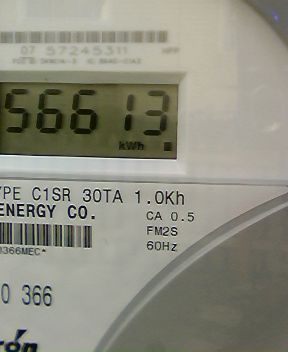 07 57245311
56613
kWh
YPE C1SR 30TA 1.0Kh
ENERGY CO.
CA 0.5
FM2S
60Hz
0366MEC*
0 366
rón